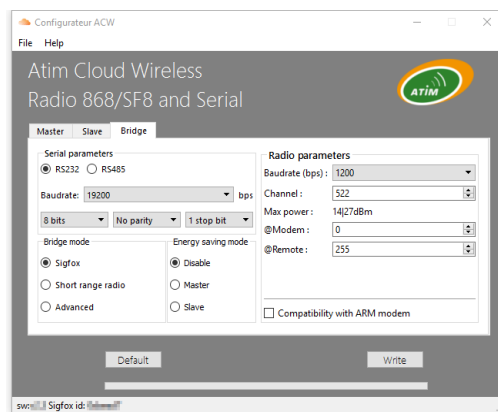 Configurateur ACW
File Help
Atim Cloud Wireless
Radio 868/SF8 and Serial
ATiM
Master Slave Bridge
Serial parameters
RS232 RS485
Baudrate: 19200 bps
8 bits No parity 1 stop bit
Bridge mode
Sigfox
Short range radio
Advanced
Energy saving mode
Disable
Master
Slave
Radio parameters
Baudrate (bps) : 1200
Channel : 522
Max power : 14|27dBm
@Modem : 0
@Remote : 255
Compatibility with ARM modem
Default Write
sw: Sigfox id: